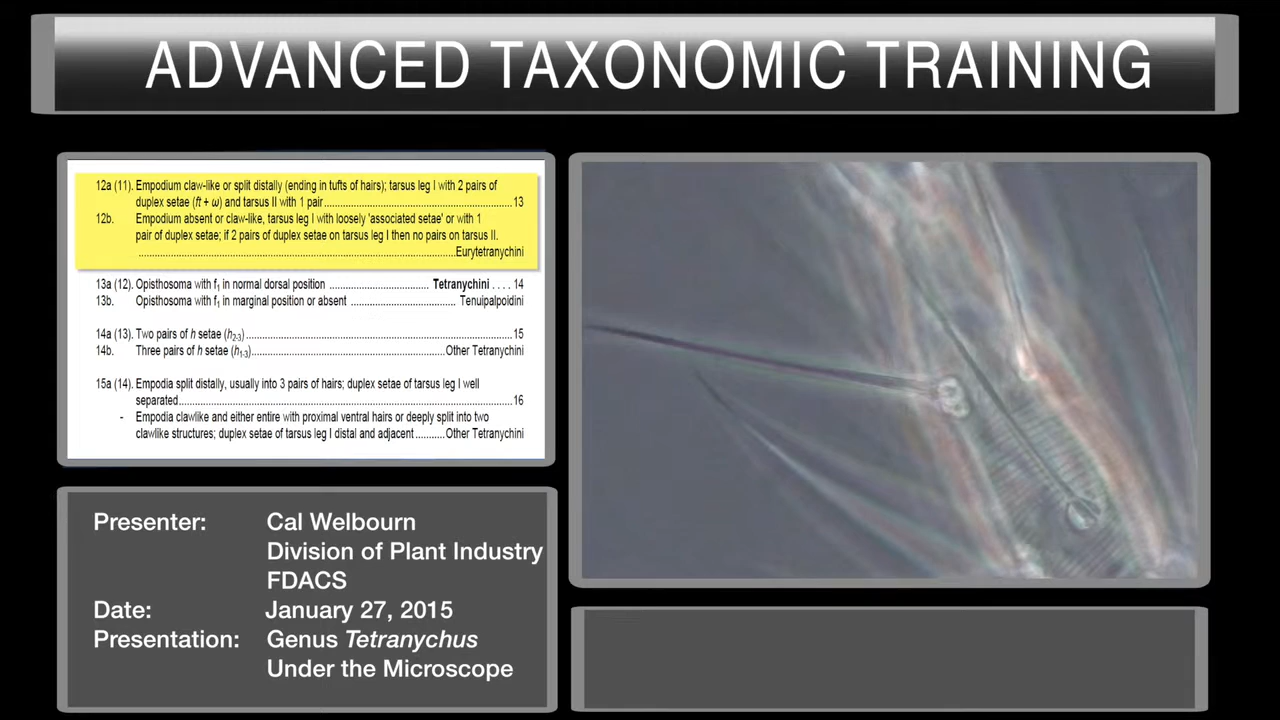 ADVANCED TAXONOMIC TRAINING
12a (11). Empodium claw-like or split distally (ending in tufts of hairs); tarsus leg I with 2 pairs of
duplex setae (ft + ω) and tarsus II with 1 pair..........................................................13
12b. Empodium absent or claw-like, tarsus leg I with loosely 'associated setae' or with 1
pair of duplex setae; if 2 pairs of duplex setae on tarsus leg I then no pairs on tarsus II.
..........................................................................................Eurytetranychini
13a (12). Opisthosoma with f1 in normal dorsal position ............................... Tetranychini . . . . 14
13b. Opisthosoma with f1 in marginal position or absent ................................. Tenuipalpoidini
14a (13). Two pairs of h setae (h2-3)..................................................................................15
14b. Three pairs of h setae (h1-3)............................................................Other Tetranychini
15a (14). Empodia split distally, usually into 3 pairs of hairs; duplex setae of tarsus leg I well
separated.......................................................................................................16
- Empodia clawlike and either entire with proximal ventral hairs or deeply split into two
clawlike structures; duplex setae of tarsus leg I distal and adjacent..........Other Tetranychini
Presenter: Cal Welbourn
Division of Plant Industry
FDACS
Date: January 27, 2015
Presentation: Genus Tetranychus
Under the Microscope